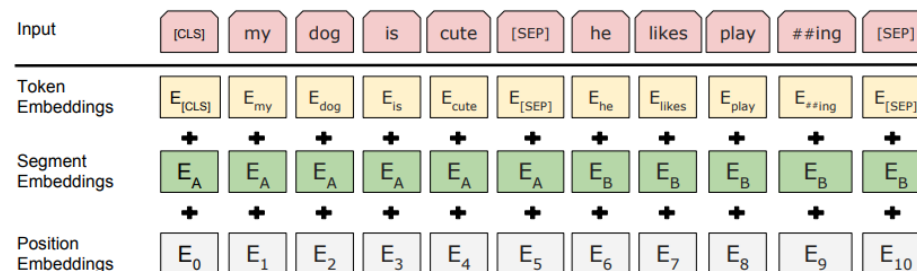 Input [CLS] my dog is cute [SEP] he likes play ##ing [SEP]
Token
Embeddings E[CLS] Emy Edog Eis Ecute E[SEP] Ehe Elikes Eplay E##ing E[SEP]
Segment
Embeddings EA EA EA EA EA EA EB EB EB EB EB
Position
Embeddings E0 E1 E2 E3 E4 E5 E6 E7 E8 E9 E10